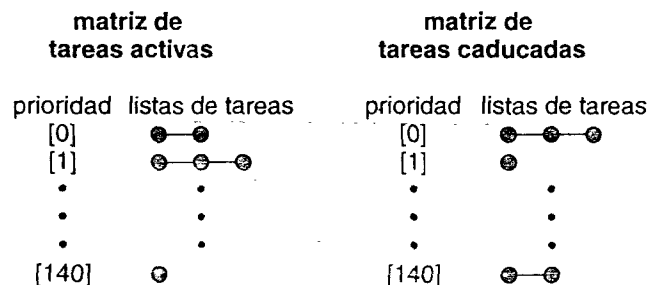 matriz de
tareas activas
prioridad listas de tareas
[0]
[1]
[140]
matriz de
tareas caducadas
prioridad listas de tareas
[0]
[1]
[140]